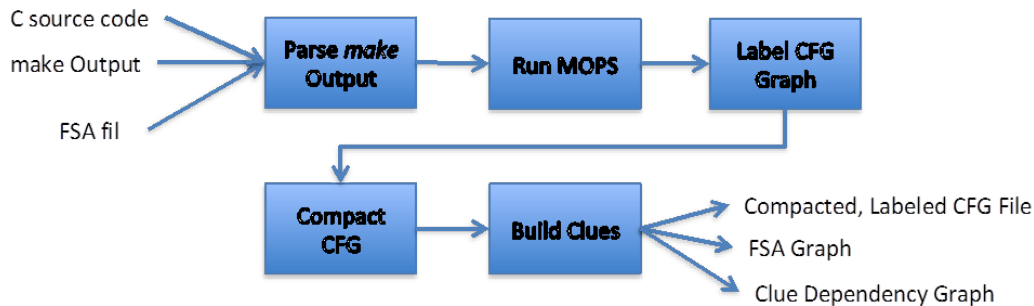 C source code
make Output
FSA fil
Parse make
Output
Run MOPS
Label CFG
Graph
Compact
CFG
Build Clues
Compacted, Labeled CFG File
FSA Graph
Clue Dependency Graph